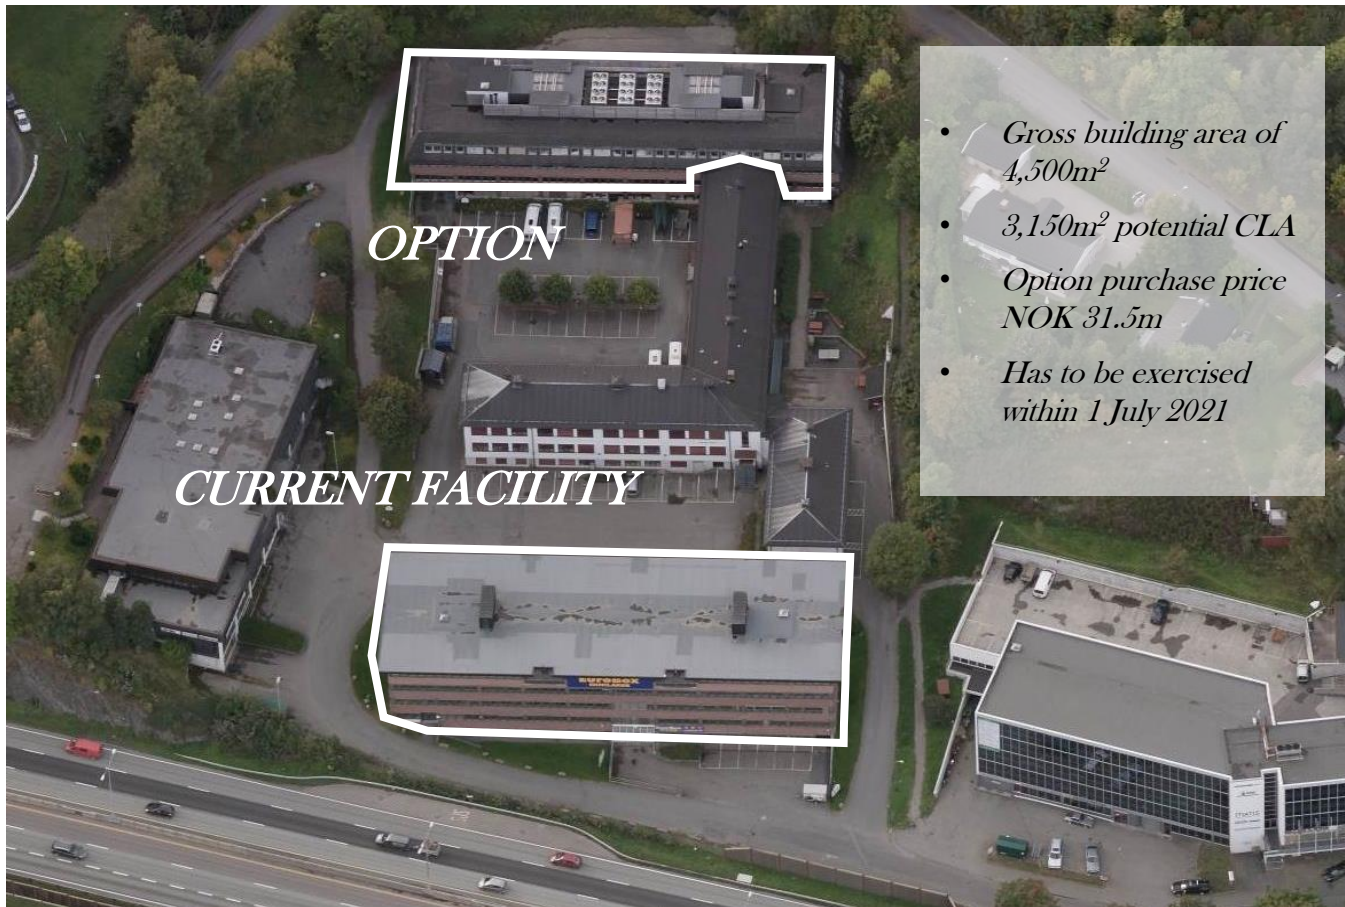 • Gross building area of
4,500m²
• 3,150m² potential CLA
• Option purchase price
NOK 31.5m
• Has to be exercised
within 1 July 2021
OPTION
CURRENT FACILITY
EUROBOX